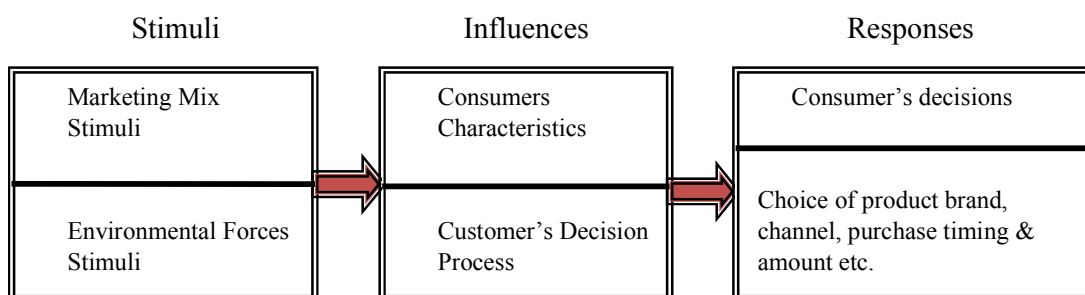 Stimuli
Influences
Responses
Marketing Mix
Stimuli
Environmental Forces
Stimuli
Consumers
Characteristics
Customer’s Decision
Process
Consumer’s decisions
Choice of product brand,
channel, purchase timing &
amount etc.